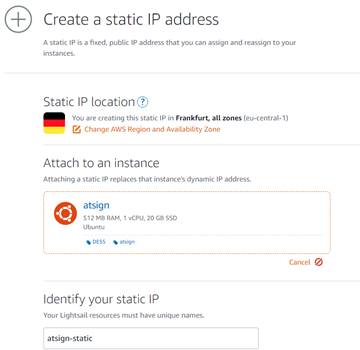 Create a static IP address
A static IP is a fixed, public IP address that you can assign and reassign to your
instances.
Static IP location ?
You are creating this static IP in Frankfurt, all zones (eu-central-1)
Change AWS Region and Availability Zone
Attach to an instance
Attaching a static IP replaces that instance's dynamic IP address.
atsign
512 MB RAM, 1 vCPU, 20 GB SSD
Ubuntu
DESS atsign
Cancel
Identify your static IP
Your Lightsail resources must have unique names.
atsign-static